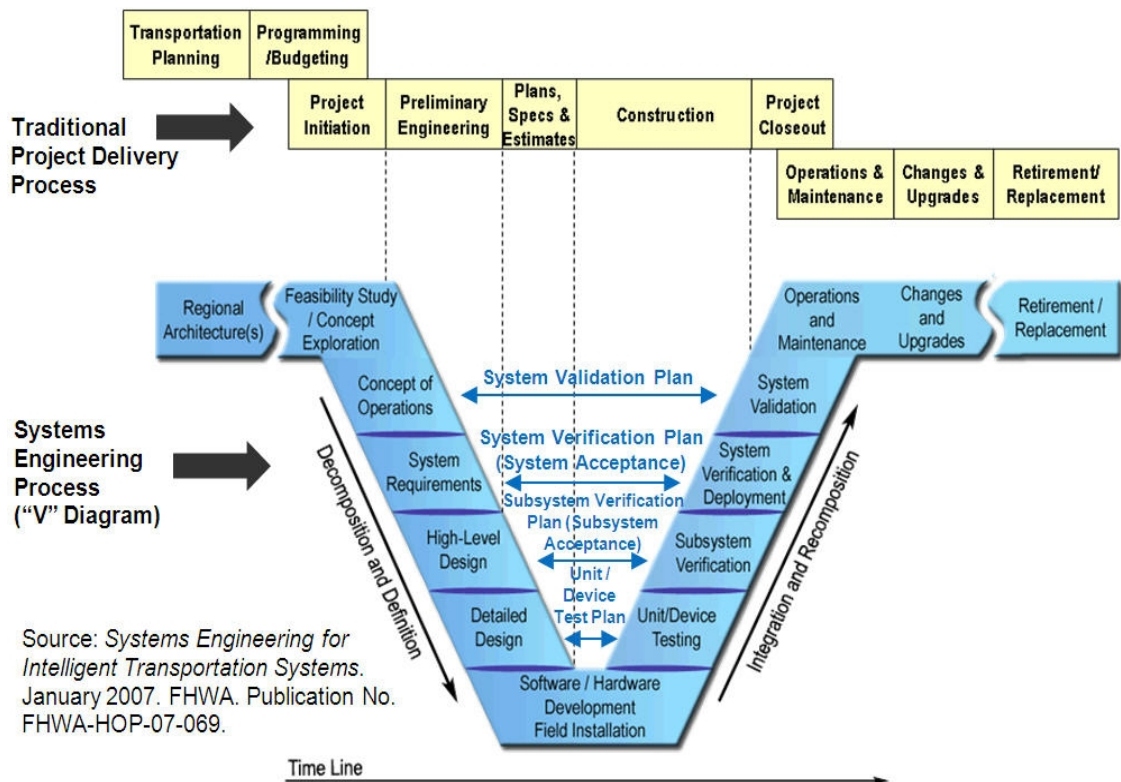 Transportation
Planning
Programming
/Budgeting
Project
Initiation
Preliminary
Engineering
Plans,
Specs &
Estimates
Construction
Project
Closeout
Operations &
Maintenance
Changes &
Upgrades
Retirement/
Replacement
Traditional
Project Delivery
Process
Regional
Architecture(s)
Feasibility Study
/ Concept
Exploration
Operations
and
Maintenance
Changes
and
Upgrades
Retirement /
Replacement
Concept of
Operations
System Validation Plan
System
Validation
Systems
Engineering
Process
(“V” Diagram)
Decomposition and Definition
System
Requirements
System Verification Plan
(System Acceptance)
System
Verification &
Deployment
Integration and Recomposition
High-Level
Design
Subsystem Verification
Plan (Subsystem
Acceptance)
Subsystem
Verification
Detailed
Design
Unit /
Device
Test Plan
Unit/Device
Testing
Software / Hardware
Development
Field Installation
Source: Systems Engineering for
Intelligent Transportation Systems.
January 2007. FHWA. Publication No.
FHWA-HOP-07-069.
Time Line